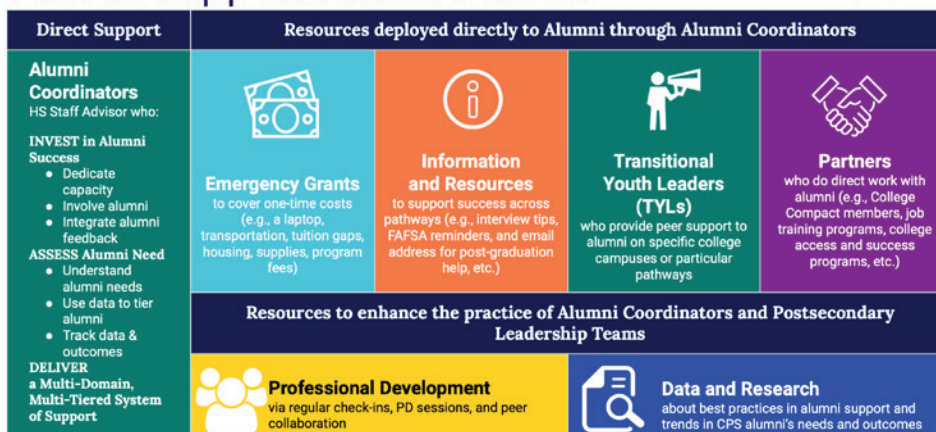 Direct Support
Resources deployed directly to Alumni through Alumni Coordinators
Alumni
Coordinators
HS Staff Advisor who:
INVEST in Alumni
Success
● Dedicate
capacity
● Involve alumni
● Integrate alumni
feedback
ASSESS Alumni Need
● Understand
alumni needs
● Use data to tier
alumni
● Track data &
outcomes
DELIVER
a Multi-Domain,
Multi-Tiered System
of Support
Emergency Grants
to cover one-time costs
(e.g., a laptop,
transportation, tuition gaps,
housing, supplies, program
fees)
Information
and Resources
to support success across
pathways (e.g., interview tips,
FAFSA reminders, and email
address for post-graduation
help, etc.)
Transitional
Youth Leaders
(TYLs)
who provide peer support to
alumni on specific college
campuses or particular
pathways
Partners
who do direct work with
alumni (e.g., College
Compact members, job
training programs, college
access and success
programs, etc.)
Resources to enhance the practice of Alumni Coordinators and Postsecondary
Leadership Teams
Professional Development
via regular check-ins, PD sessions, and peer
collaboration
Data and Research
about best practices in alumni support and
trends in CPS alumni's needs and outcomes